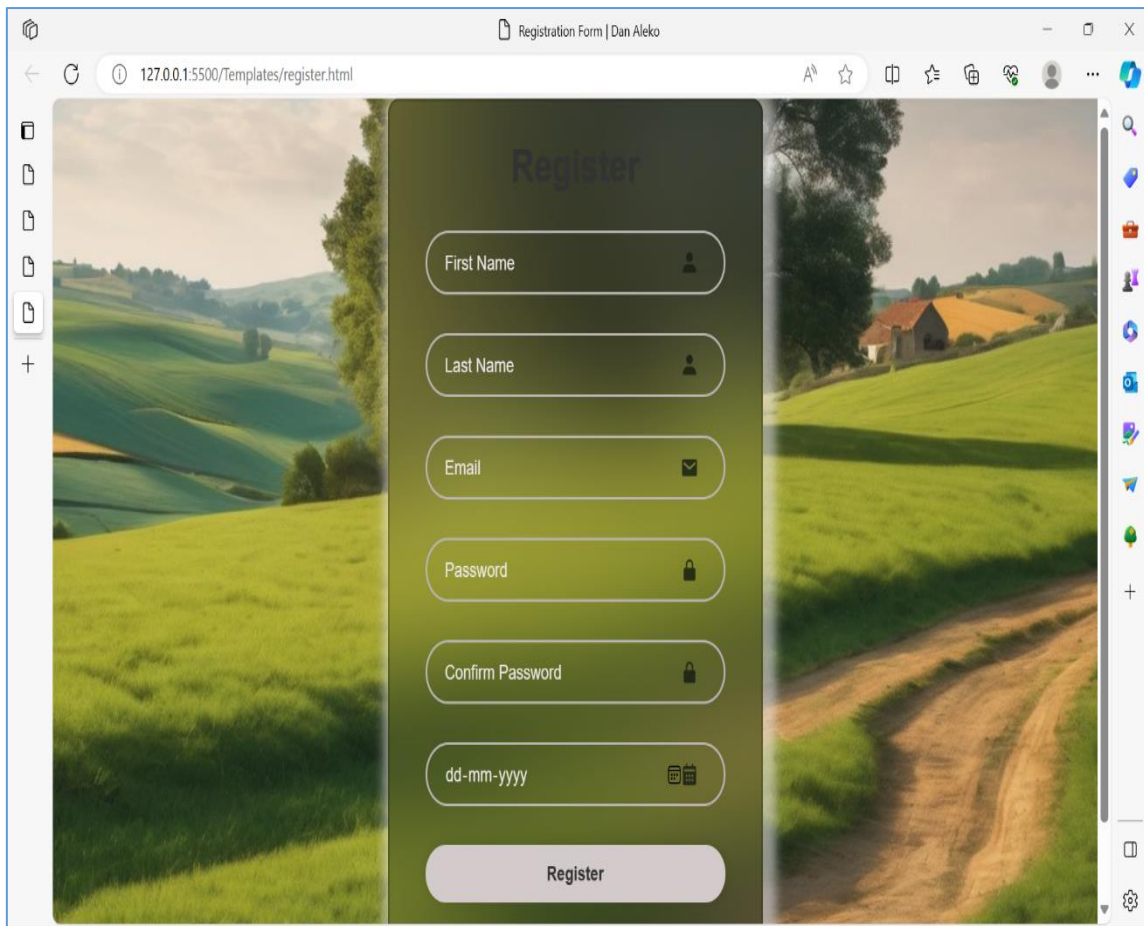 Registration Form | Dan Aleko
127.0.0.1:5500/Templates/register.html
Register
First Name
Last Name
Email
Password
Confirm Password
dd-mm-yyyy
Register